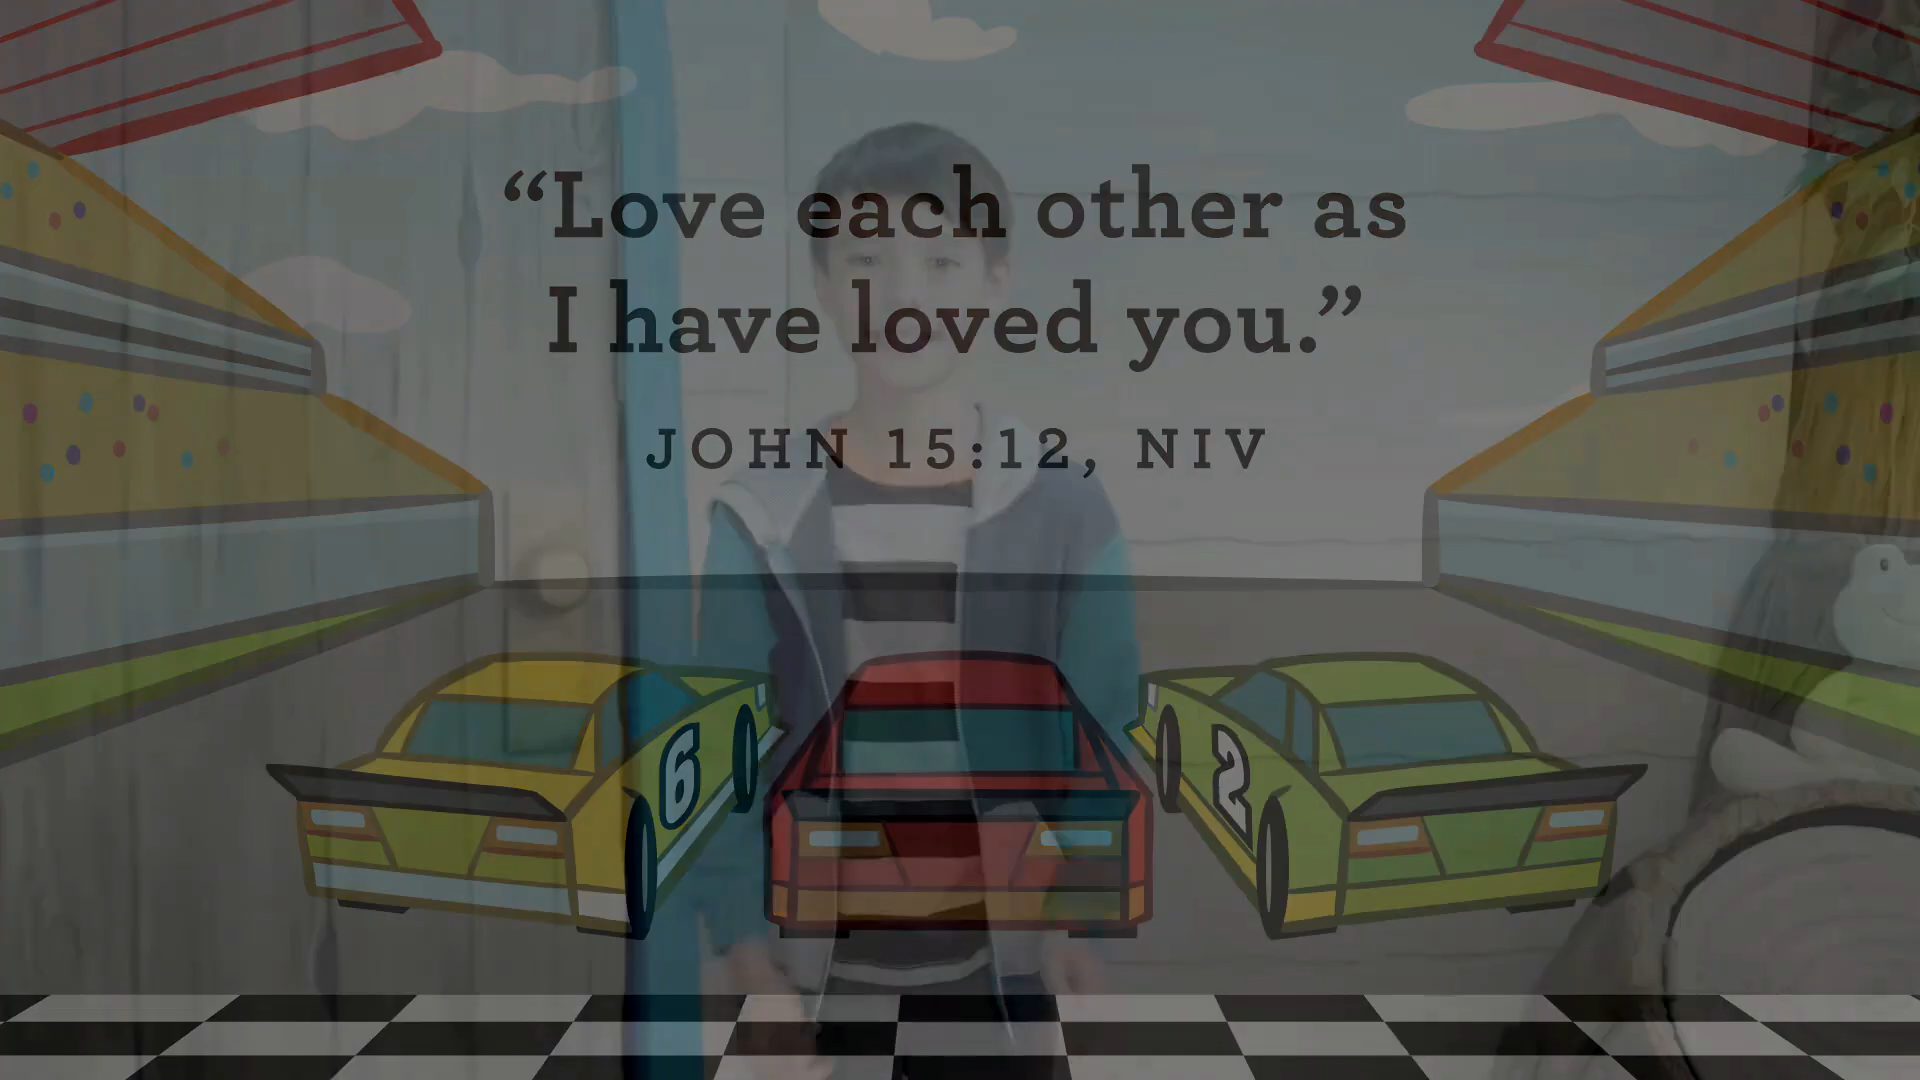 “Love each other as
I have loved you.”
JOHN 15:12, NIV
6
2